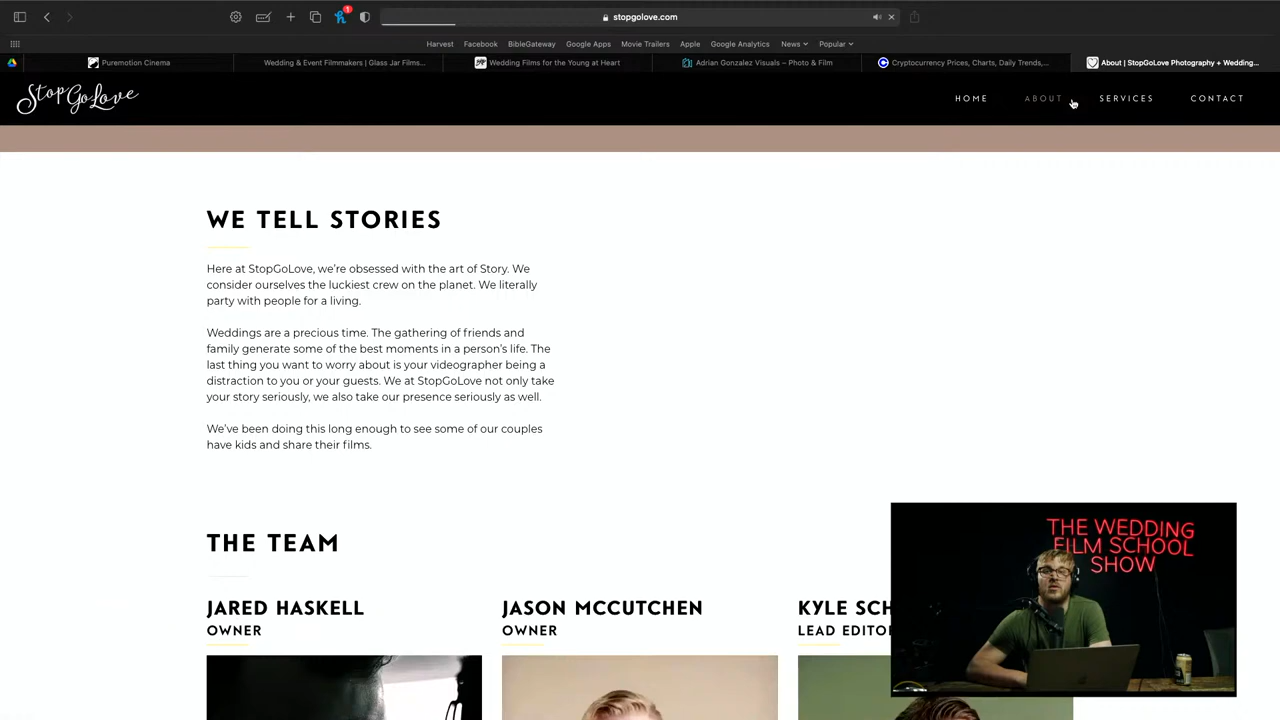 1
stopgolove.com
Harvest Facebook BibleGateway Google Apps Movie Trailers Apple Google Analytics News Popular
Puremotion Cinema
Wedding & Event Filmmakers | Glass Jar Films...
Wedding Films for the Young at Heart
Adrian Gonzalez Visuals – Photo & Film
Cryptocurrency Prices, Charts, Daily Trends,...
About | StopGoLove Photography + Wedding...
StopGoLove
HOME ABOUT SERVICES CONTACT
WE TELL STORIES
Here at StopGoLove, we're obsessed with the art of Story. We
consider ourselves the luckiest crew on the planet. We literally
party with people for a living.
Weddings are a precious time. The gathering of friends and
family generate some of the best moments in a person's life. The
last thing you want to worry about is your videographer being a
distraction to you or your guests. We at StopGoLove not only take
your story seriously, we also take our presence seriously as well.
We've been doing this long enough to see some of our couples
have kids and share their films.
THE TEAM
JARED HASKELL
OWNER
JASON MCCUTCHEN
OWNER
KYLE SCH
LEAD EDITO
THE WEDDING
FILM SCHOOL
SHOW